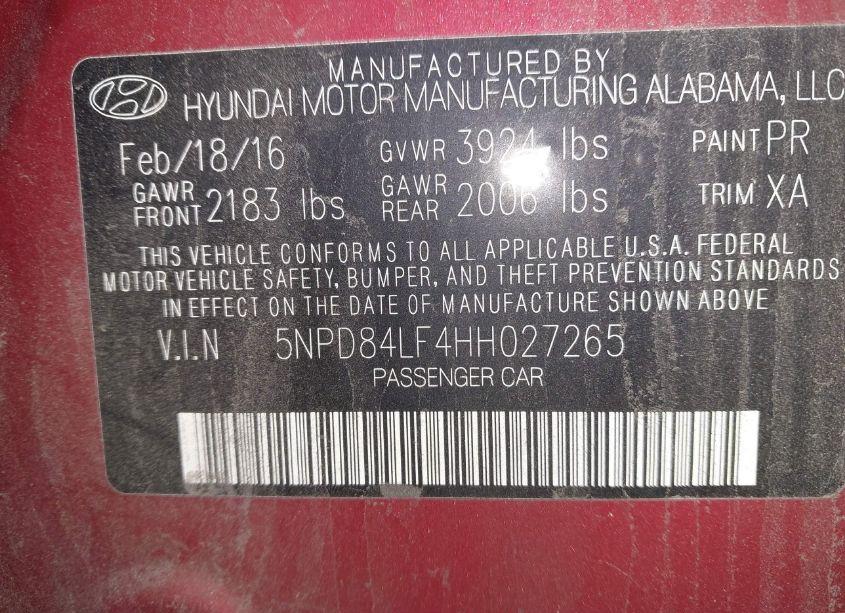 MANUFACTURED BY
HYUNDAI MOTOR MANUFACTURING ALABAMA, LLC
Feb/18/16 GVWR 3924 lbs PAINT PR
GAWR FRONT 2183 lbs GAWR REAR 2006 lbs TRIM XA
THIS VEHICLE CONFORMS TO ALL APPLICABLE U.S.A. FEDERAL
MOTOR VEHICLE SAFETY, BUMPER, AND THEFT PREVENTION STANDARDS
IN EFFECT ON THE DATE OF MANUFACTURE SHOWN ABOVE
V.I.N 5NPD84LF4HH027265
PASSENGER CAR